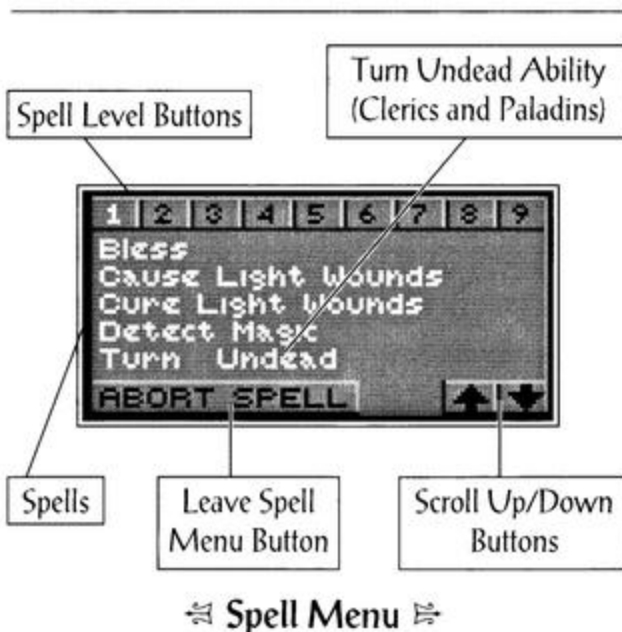 Turn Undead Ability
(Clerics and Paladins)
Spell Level Buttons
1 2 3 4 5 6 7 8 9
Bless
Cause Light Wounds
Cure Light Wounds
Detect Magic
Turn Undead
ABORT SPELL
Spells
Leave Spell
Menu Button
Scroll Up/Down
Buttons
Spell Menu